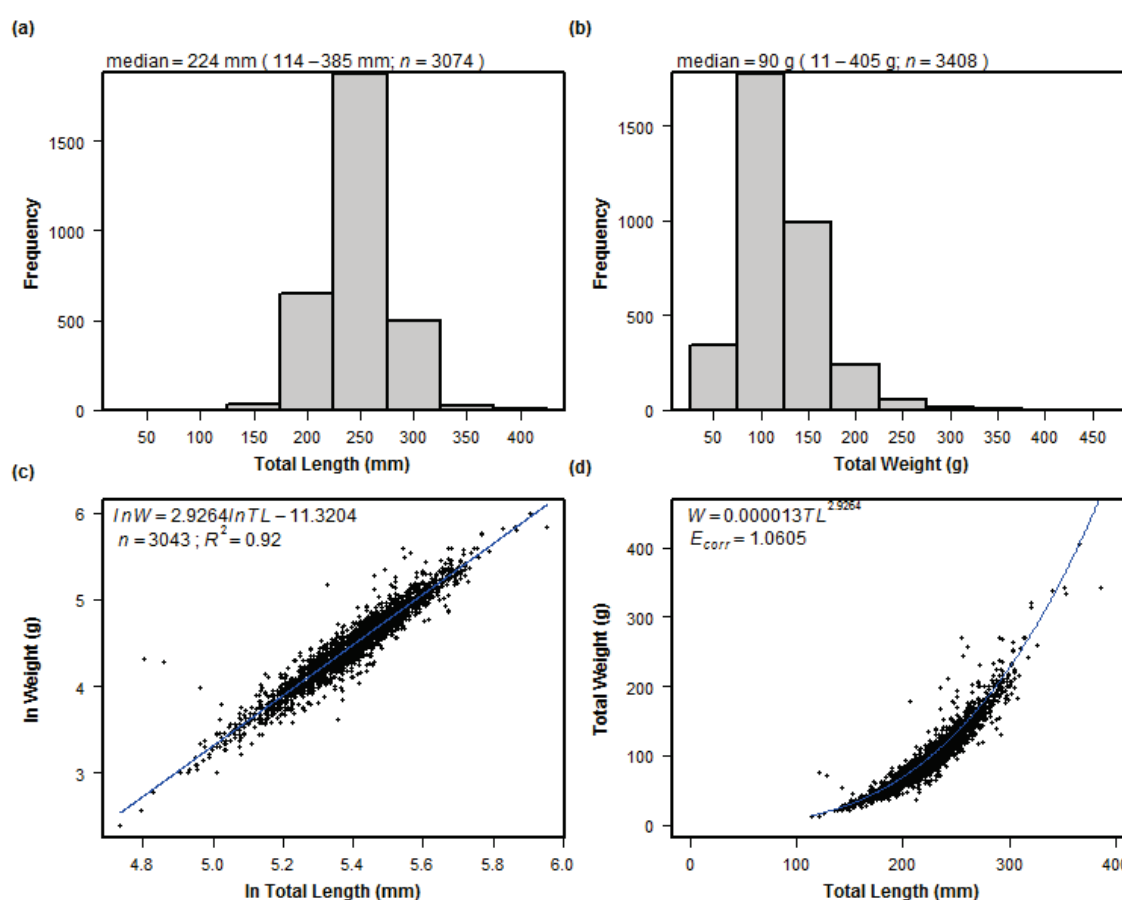 (a)
median = 224 mm ( 114 – 385 mm; n = 3074 )
Frequency
1500
1000
500
0
50 100 150 200 250 300 350 400
Total Length (mm)
(b)
median = 90 g ( 11 – 405 g; n = 3408 )
Frequency
1500
1000
500
0
50 100 150 200 250 300 350 400 450
Total Weight (g)
(c)
lnW = 2.9264lnTL – 11.3204
n = 3043 ; R² = 0.92
ln Weight (g)
6
5
4
3
4.8 5.0 5.2 5.4 5.6 5.8 6.0
ln Total Length (mm)
(d)
W = 0.000013TL^2.9264
E_corr = 1.0605
Total Weight (g)
400
300
200
100
0
0 100 200 300 400
Total Length (mm)